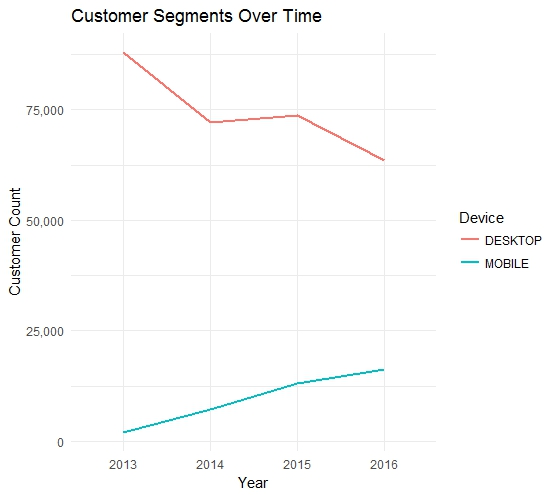 Customer Segments Over Time
Customer Count
75,000
50,000
25,000
0
2013 2014 2015 2016
Year
Device
DESKTOP
MOBILE